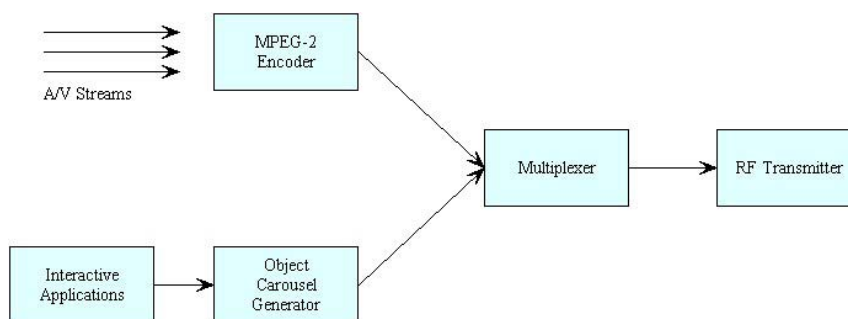 MPEG-2
Encoder
A/V Streams
Multiplexer
RF Transmitter
Interactive
Applications
Object
Carousel
Generator